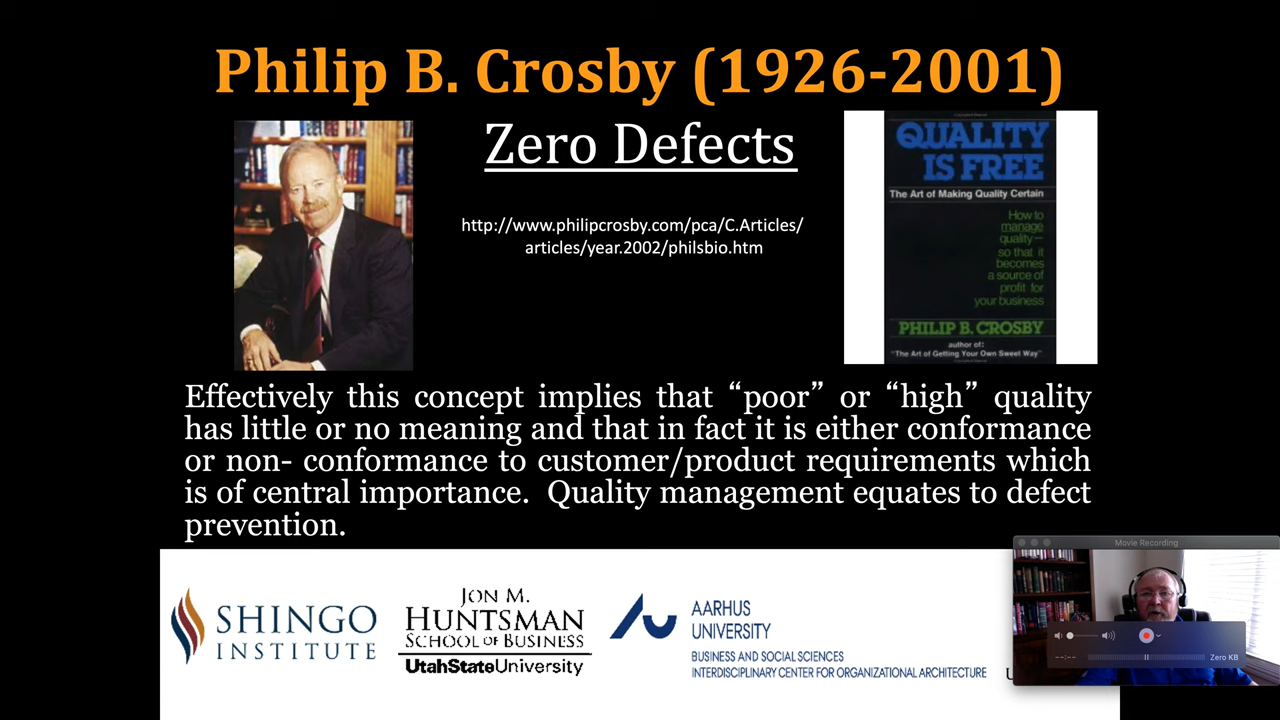 Philip B. Crosby (1926-2001)
Zero Defects
http://www.philipcrosby.com/pca/C.Articles/
articles/year.2002/philsbio.htm
QUALITY
IS FREE
The Art of Making Quality Certain
How to
manage
quality—
so that it
becomes
a source of
profit for
your business
PHILIP B. CROSBY
author of:
"The Art of Getting Your Own Sweet Way"
Effectively this concept implies that “poor” or “high” quality
has little or no meaning and that in fact it is either conformance
or non- conformance to customer/product requirements which
is of central importance. Quality management equates to defect
prevention.
SHINGO
INSTITUTE
JON M.
HUNTSMAN
SCHOOL OF BUSINESS
UtahStateUniversity
AARHUS
UNIVERSITY
BUSINESS AND SOCIAL SCIENCES
INTERDISCIPLINARY CENTER FOR ORGANIZATIONAL ARCHITECTURE
Movie Recording
--:--
Zero KB